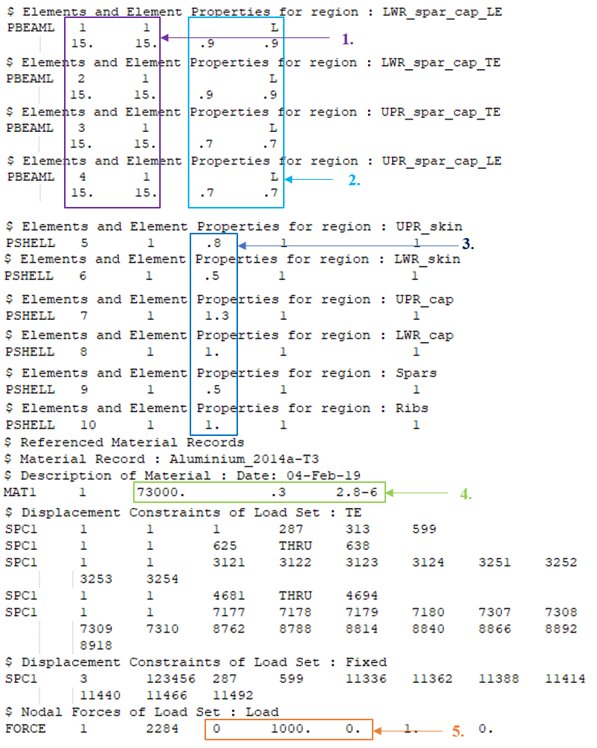 $ Elements and Element Properties for region : LWR_spar_cap_LE
PBEAML 1 1 L
15. 15. .9 .9 1.
$ Elements and Element Properties for region : LWR_spar_cap_TE
PBEAML 2 1 L
15. 15. .9 .9
$ Elements and Element Properties for region : UPR_spar_cap_TE
PBEAML 3 1 L
15. 15. .7 .7
$ Elements and Element Properties for region : UPR_spar_cap_LE
PBEAML 4 1 L 2.
15. 15. .7 .7
$ Elements and Element Properties for region : UPR_skin
PSHELL 5 1 .8 1 1 3.
$ Elements and Element Properties for region : LWR_skin
PSHELL 6 1 .5 1 1
$ Elements and Element Properties for region : UPR_cap
PSHELL 7 1 1.3 1 1
$ Elements and Element Properties for region : LWR_cap
PSHELL 8 1 1. 1 1
$ Elements and Element Properties for region : Spars
PSHELL 9 1 .5 1 1
$ Elements and Element Properties for region : Ribs
PSHELL 10 1 1. 1 1
$ Referenced Material Records
$ Material Record : Aluminium_2014a-T3
$ Description of Material : Date: 04-Feb-19
MAT1 1 73000. .3 2.8-6 4.
$ Displacement Constraints of Load Set : TE
SPC1 1 1 1 287 313 599
SPC1 1 1 625 THRU 638
SPC1 1 1 3121 3122 3123 3124 3251 3252
3253 3254
SPC1 1 1 4681 THRU 4694
SPC1 1 1 7177 7178 7179 7180 7307 7308
7309 7310 8762 8788 8814 8840 8866 8892
8918
$ Displacement Constraints of Load Set : Fixed
SPC1 3 123456 287 599 11336 11362 11388 11414
11440 11466 11492
$ Nodal Forces of Load Set : Load
FORCE 1 2284 0 1000. 0. 1. 5. 0.